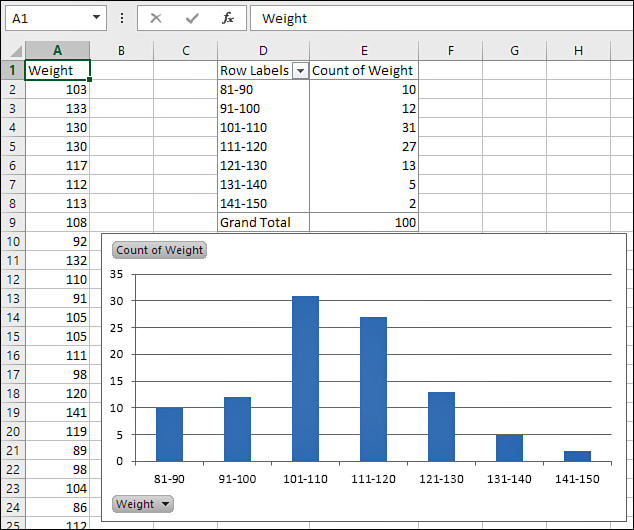 A1 fx Weight
A B C D E F G H
1 Weight Row Labels Count of Weight
2 103 81-90 10
3 133 91-100 12
4 130 101-110 31
5 130 111-120 27
6 117 121-130 13
7 112 131-140 5
8 113 141-150 2
9 108 Grand Total 100
10 92
11 132
12 110
13 91
14 105
15 105
16 111
17 98
18 120
19 141
20 119
21 89
22 98
23 104
24 86
25 112
Count of Weight
35
30
25
20
15
10
5
0
81-90 91-100 101-110 111-120 121-130 131-140 141-150
Weight